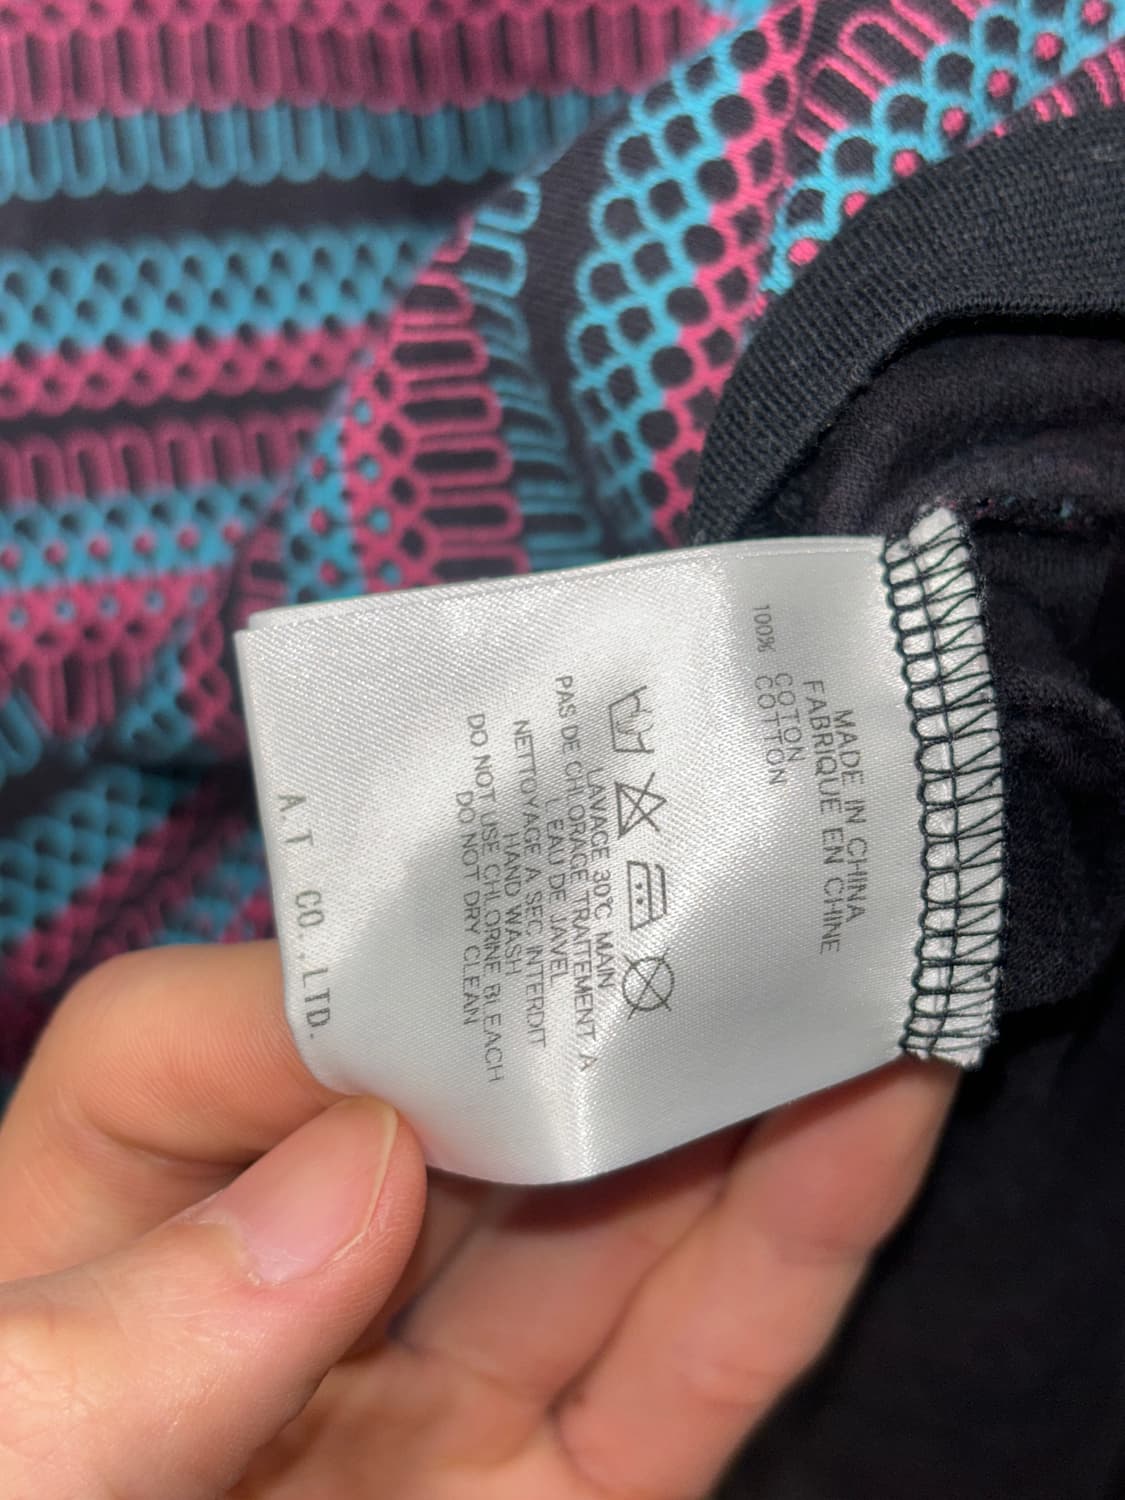 MADE IN CHINA
FABRIQUE EN CHINE
100% COTON
COTTON
LAVAGE 30℃ MAIN
PAS DE CHLORAGE TRAITEMENT A
L EAU DE JAVEL
NETTOYAGE A SEC INTERDIT
HAND WASH
DO NOT USE CHLORINE BLEACH
DO NOT DRY CLEAN
A.T CO.,LTD.